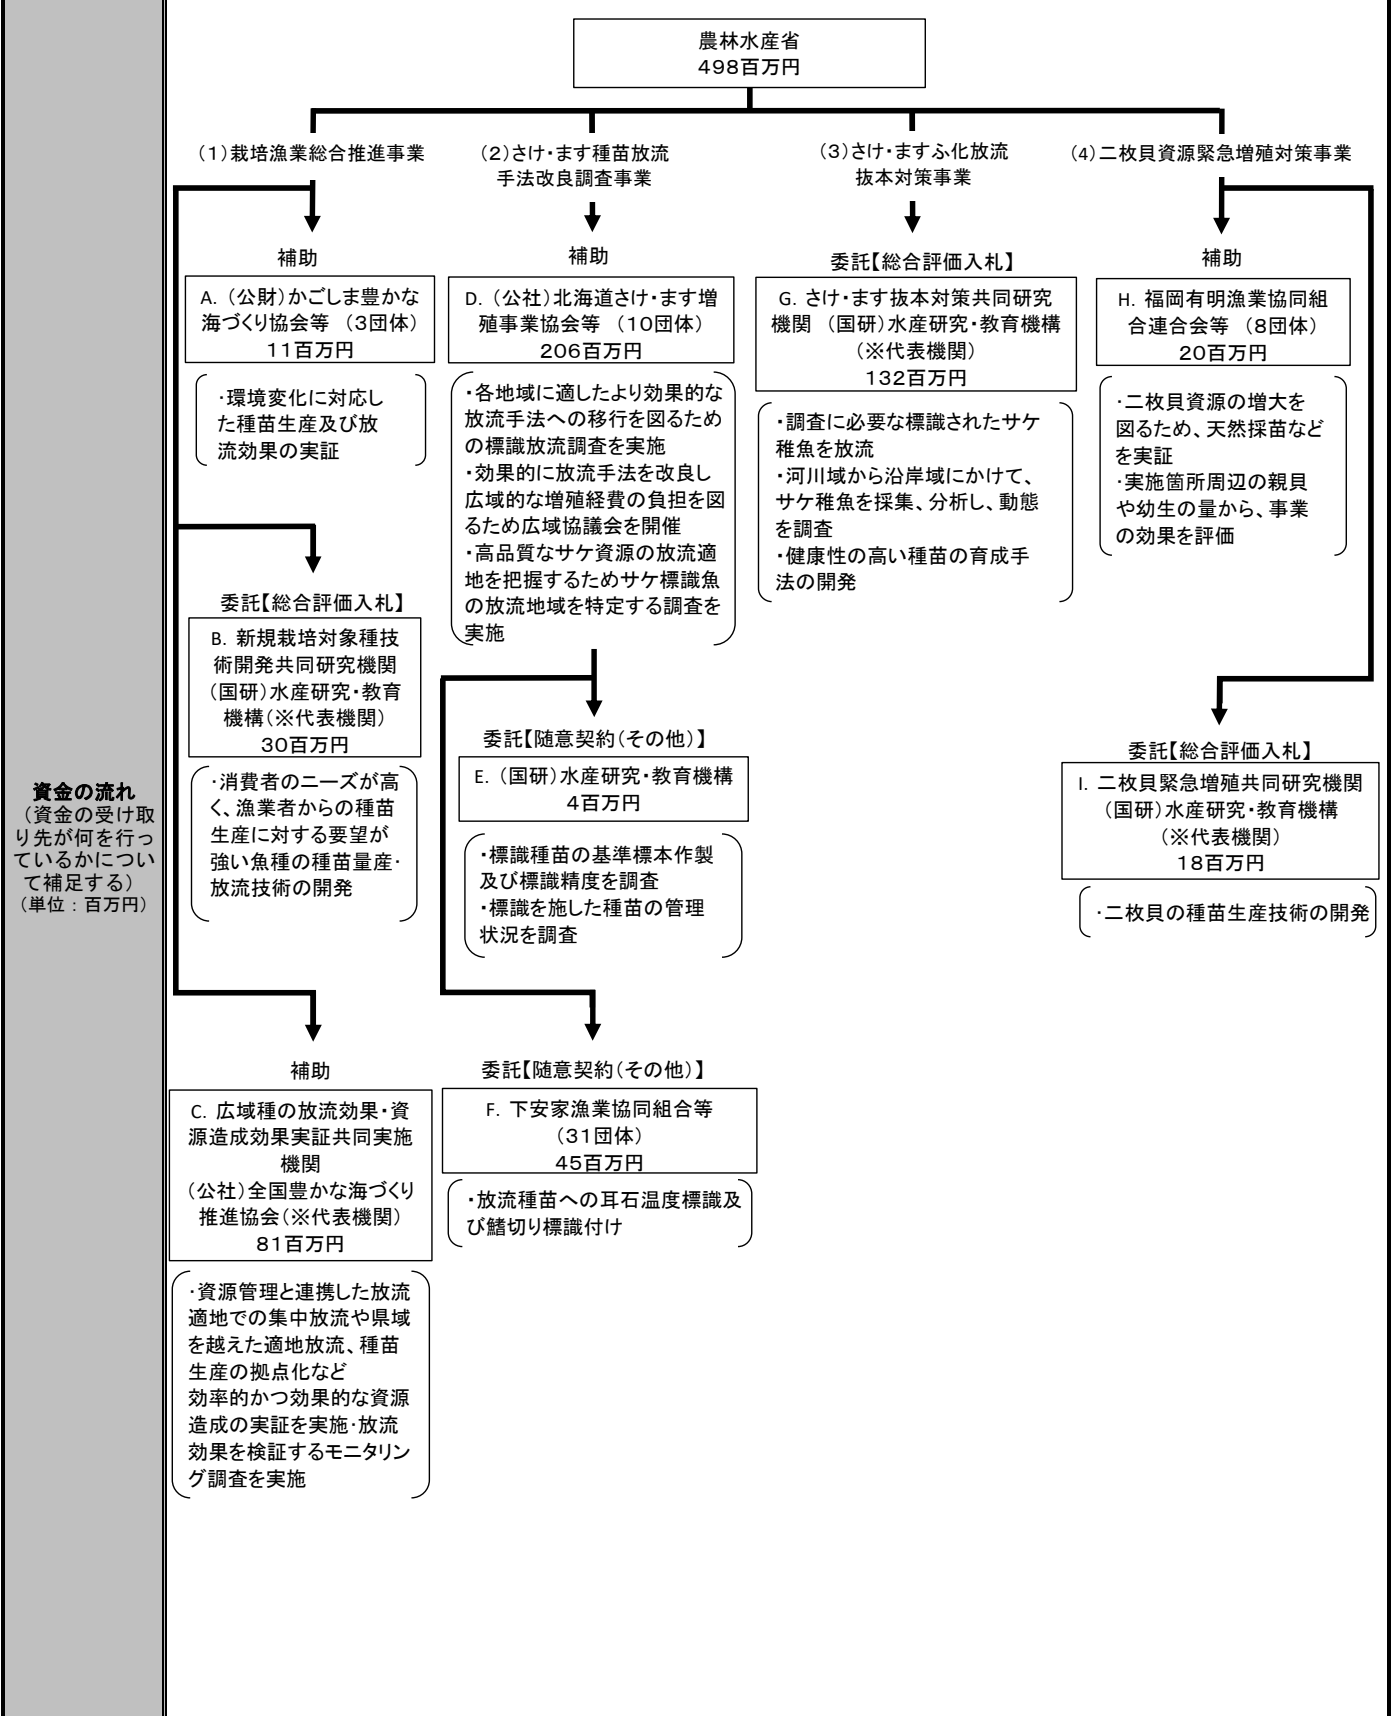 資金の流れ
（資金の受け取
り先が何を行っ
ているかについ
て補足する）
（単位：百万円）
農林水産省
４９８百万円
（１）栽培漁業総合推進事業
（２）さけ・ます種苗放流
手法改良調査事業
（３）さけ・ますふ化放流
抜本対策事業
（4）二枚貝資源緊急増殖対策事業
補助
A. （公財）かごしま豊かな
海づくり協会等　（３団体）
１１百万円
・環境変化に対応し
た種苗生産及び放
流効果の実証
委託【総合評価入札】
B. 新規栽培対象種技
術開発共同研究機関
（国研）水産研究・教育
機構（※代表機関）
３０百万円
・消費者のニーズが高
く、漁業者からの種苗
生産に対する要望が
強い魚種の種苗量産・
放流技術の開発
補助
C. 広域種の放流効果・資
源造成効果実証共同実施
機関
（公社）全国豊かな海づくり
推進協会（※代表機関）
８１百万円
・資源管理と連携した放流
適地での集中放流や県域
を越えた適地放流、種苗
生産の拠点化など
効率的かつ効果的な資源
造成の実証を実施・放流
効果を検証するモニタリン
グ調査を実施
補助
D. （公社）北海道さけ・ます増
殖事業協会等　（１０団体）
２０６百万円
・各地域に適したより効果的な
放流手法への移行を図るため
の標識放流調査を実施
・効果的に放流手法を改良し
広域的な増殖経費の負担を図
るため広域協議会を開催
・高品質なサケ資源の放流適
地を把握するためサケ標識魚
の放流地域を特定する調査を
実施
委託【随意契約（その他）】
E. （国研）水産研究・教育機構
４百万円
・標識種苗の基準標本作製
及び標識精度を調査
・標識を施した種苗の管理
状況を調査
委託【随意契約（その他）】
F. 下安家漁業協同組合等
（３１団体）
４５百万円
・放流種苗への耳石温度標識及
び鰭切り標識付け
委託【総合評価入札】
G. さけ・ます抜本対策共同研究
機関　（国研）水産研究・教育機構
（※代表機関）
１３２百万円
・調査に必要な標識されたサケ
稚魚を放流
・河川域から沿岸域にかけて、
サケ稚魚を採集、分析し、動態
を調査
・健康性の高い種苗の育成手
法の開発
補助
H. 福岡有明漁業協同組
合連合会等　（８団体）
２０百万円
・二枚貝資源の増大を
図るため、天然採苗など
を実証
・実施箇所周辺の親貝
や幼生の量から、事業
の効果を評価
委託【総合評価入札】
I. 二枚貝緊急増殖共同研究機関
（国研）水産研究・教育機構
（※代表機関）
１８百万円
・二枚貝の種苗生産技術の開発